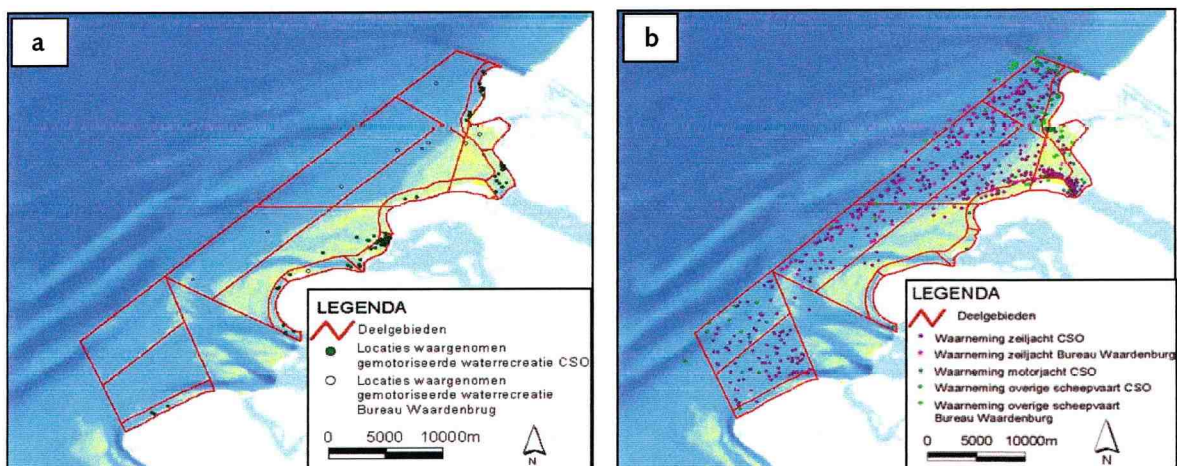 a
LEGENDA
Deelgebieden
Locaties waargenomen
gemotoriseerde waterrecreatie CSO
Locaties waargenomen
gemotoriseerde waterrecreatie
Bureau Waardenbrug
0 5000 10000m
N
b
LEGENDA
Deelgebieden
Waarneming zeiljacht CSO
Waarneming zeiljacht Bureau Waardenburg
Waarneming motorjacht CSO
Waarneming overige scheepvaart CSO
Waarneming overige scheepvaart
Bureau Waardenburg
0 5000 10000m
N